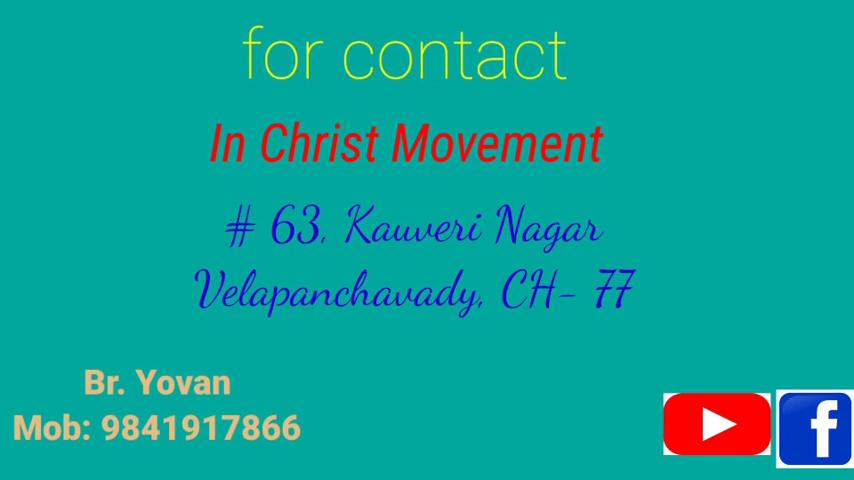 for contact
In Christ Movement
# 63, Kauveri Nagar
Velapanchavady, CH- 77
Br. Yovan
Mob: 9841917866
f